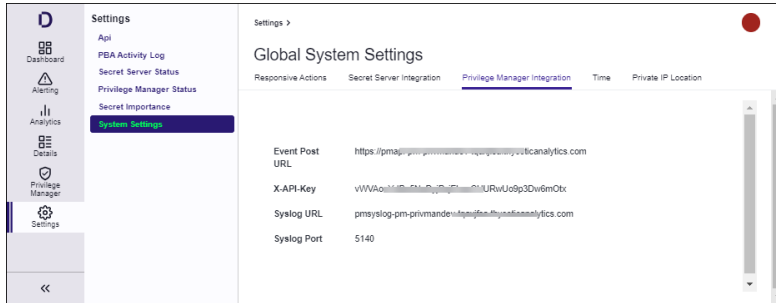 Settings
Api
PBA Activity Log
Secret Server Status
Privilege Manager Status
Secret Importance
System Settings
Dashboard
Alerting
Analytics
Details
Privilege
Manager
Settings
Settings >
Global System Settings
Responsive Actions Secret Server Integration Privilege Manager Integration Time Private IP Location
Event Post
URL
X-API-Key
Syslog URL
Syslog Port 5140